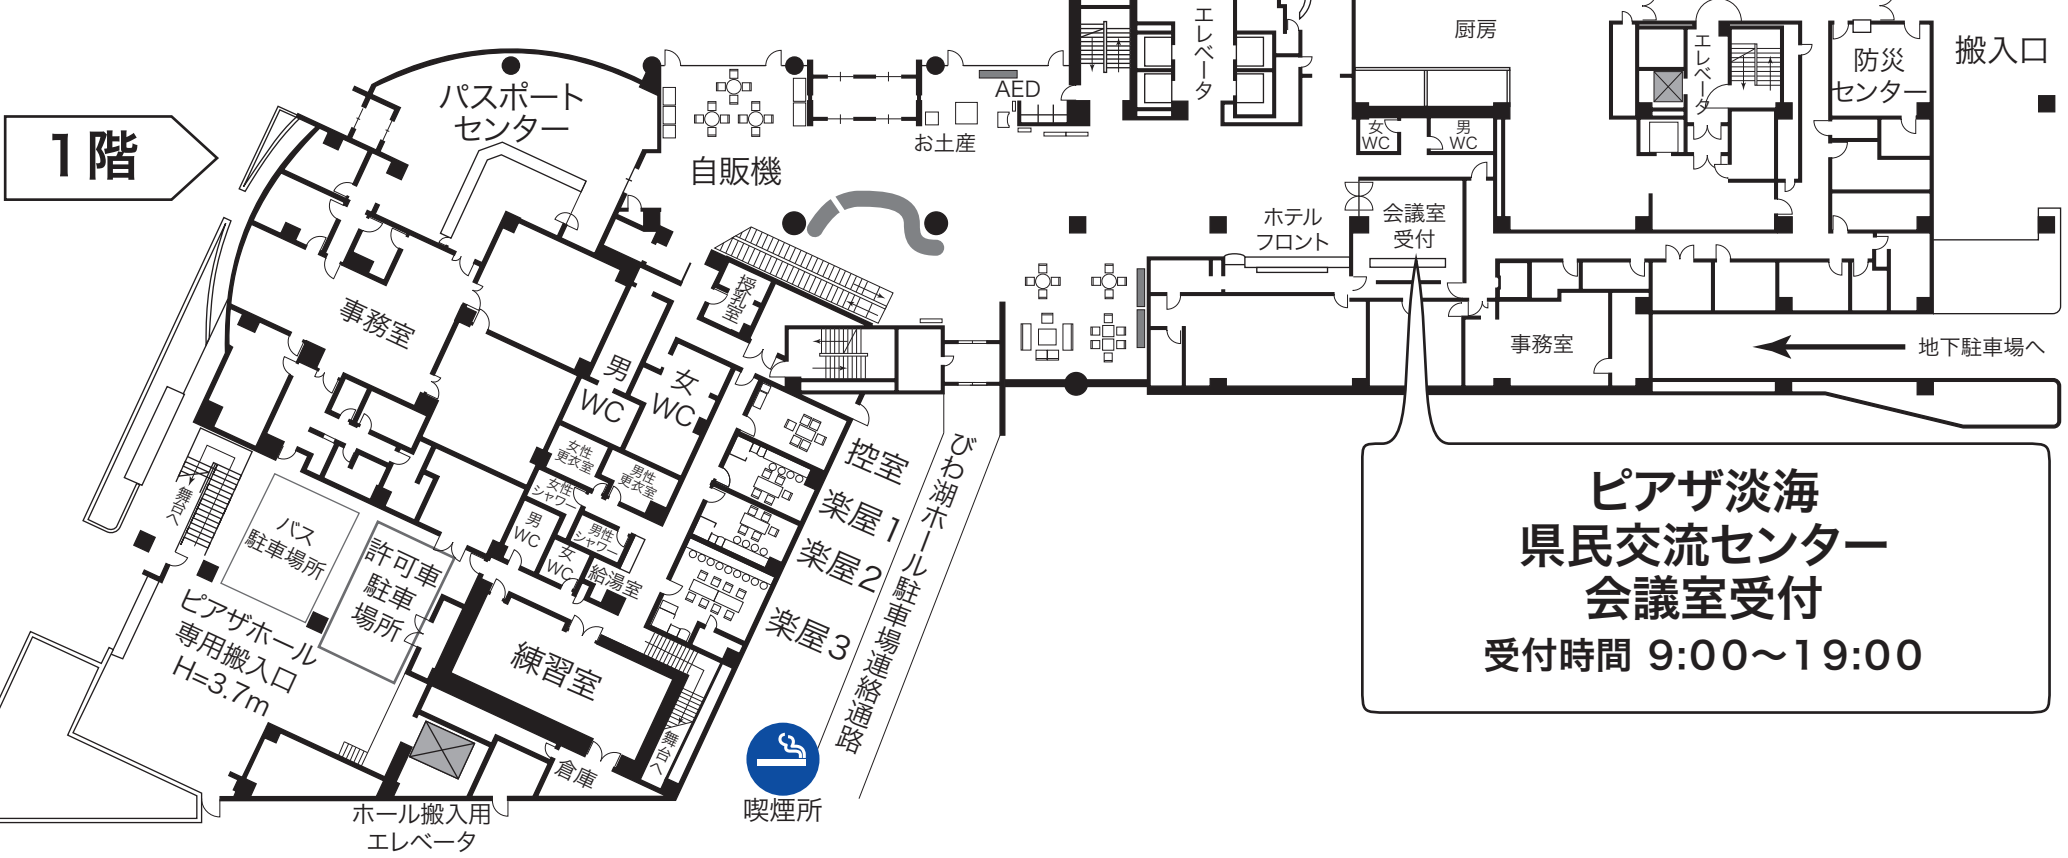 1階
パスポート
センター
自販機
AED
お土産
エレベータ
厨房
エレベータ
防災
センター
搬入口
女
WC
男
WC
ホテル
フロント
会議室
受付
事務室
地下駐車場へ
事務室
授乳室
男
WC
女
WC
女性
更衣室
男性
更衣室
女性
シャワー
男性
シャワー
男
WC
女
WC
給湯室
控室
楽屋1
楽屋2
楽屋3
びわ湖ホール駐車場連絡通路
舞台へ
バス
駐車場所
許可車
駐車
場所
ピアザホール
専用搬入口
H=3.7m
練習室
舞台へ
倉庫
ホール搬入用
エレベータ
喫煙所
ピアザ淡海
県民交流センター
会議室受付
受付時間 9:00〜19:00